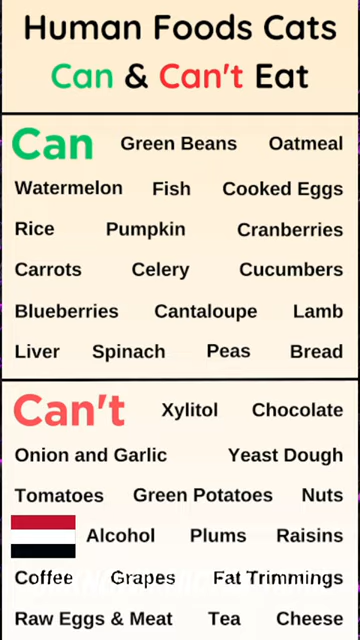 Human Foods Cats
Can & Can't Eat
Can Green Beans Oatmeal
Watermelon Fish Cooked Eggs
Rice Pumpkin Cranberries
Carrots Celery Cucumbers
Blueberries Cantaloupe Lamb
Liver Spinach Peas Bread
Can't Xylitol Chocolate
Onion and Garlic Yeast Dough
Tomatoes Green Potatoes Nuts
Alcohol Plums Raisins
Coffee Grapes Fat Trimmings
Raw Eggs & Meat Tea Cheese